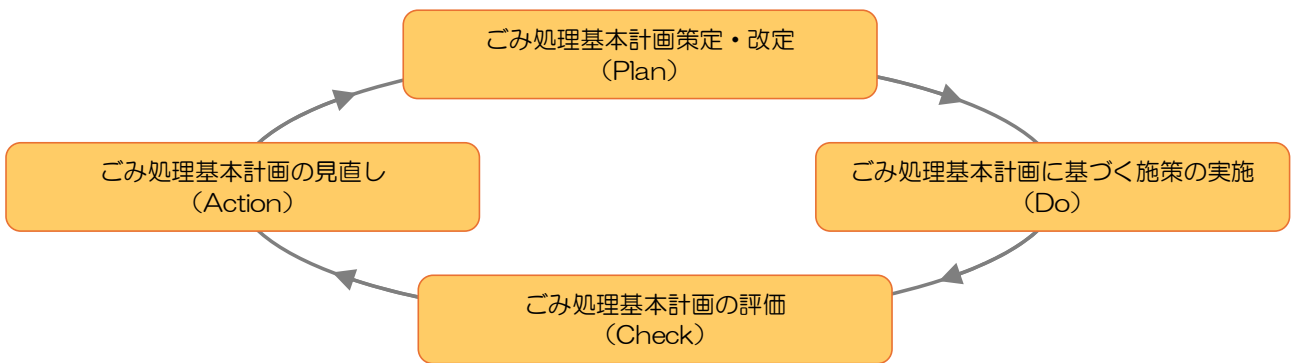 ごみ処理基本計画策定・改定
（Plan）
ごみ処理基本計画の見直し
（Action）
ごみ処理基本計画に基づく施策の実施
（Do）
ごみ処理基本計画の評価
（Check）